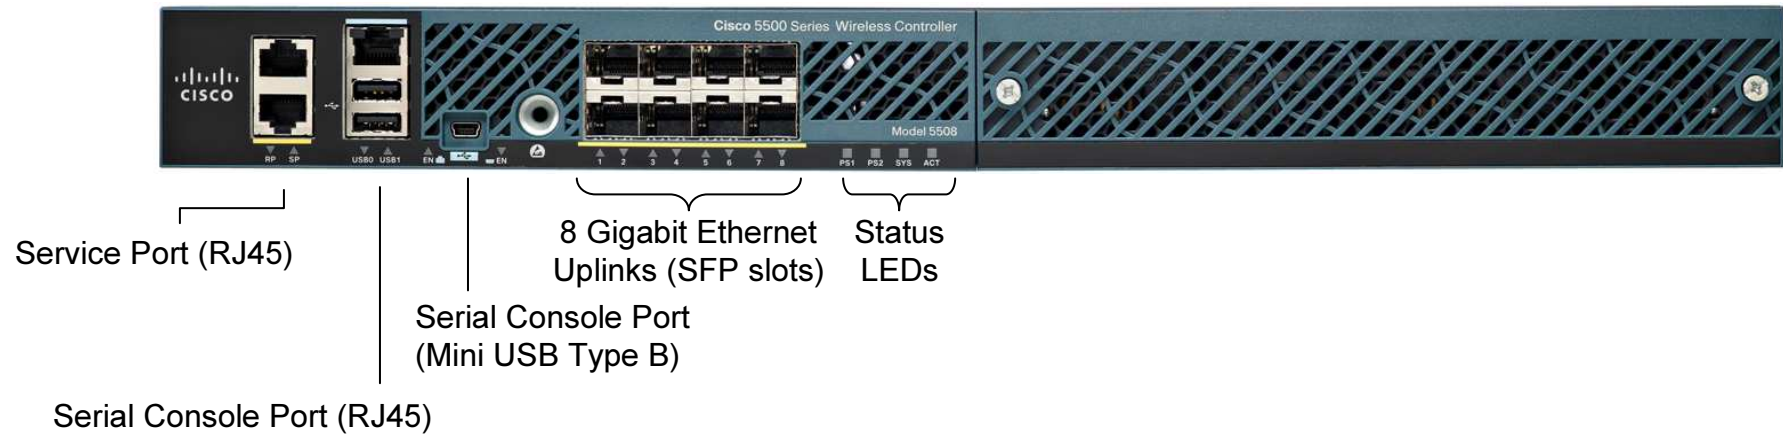 Cisco 5500 Series Wireless Controller
CISCO
Model 5508
RP SP
USB0 USB1
EN
EN
1 2 3 4 5 6 7 8
PS1 PS2 SYS ACT
Service Port (RJ45)
8 Gigabit Ethernet
Uplinks (SFP slots)
Status
LEDs
Serial Console Port
(Mini USB Type B)
Serial Console Port (RJ45)